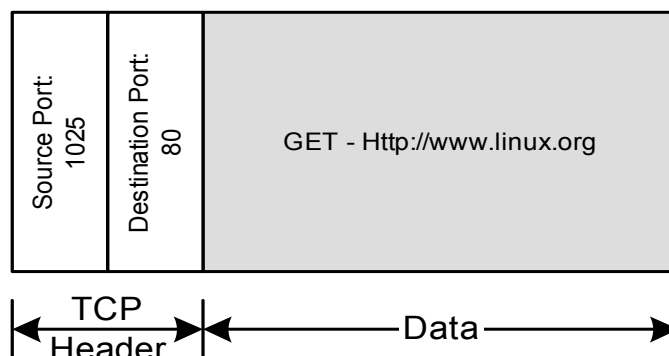 Source Port:
1025
Destination Port:
80
GET - Http://www.linux.org
TCP
Header
Data